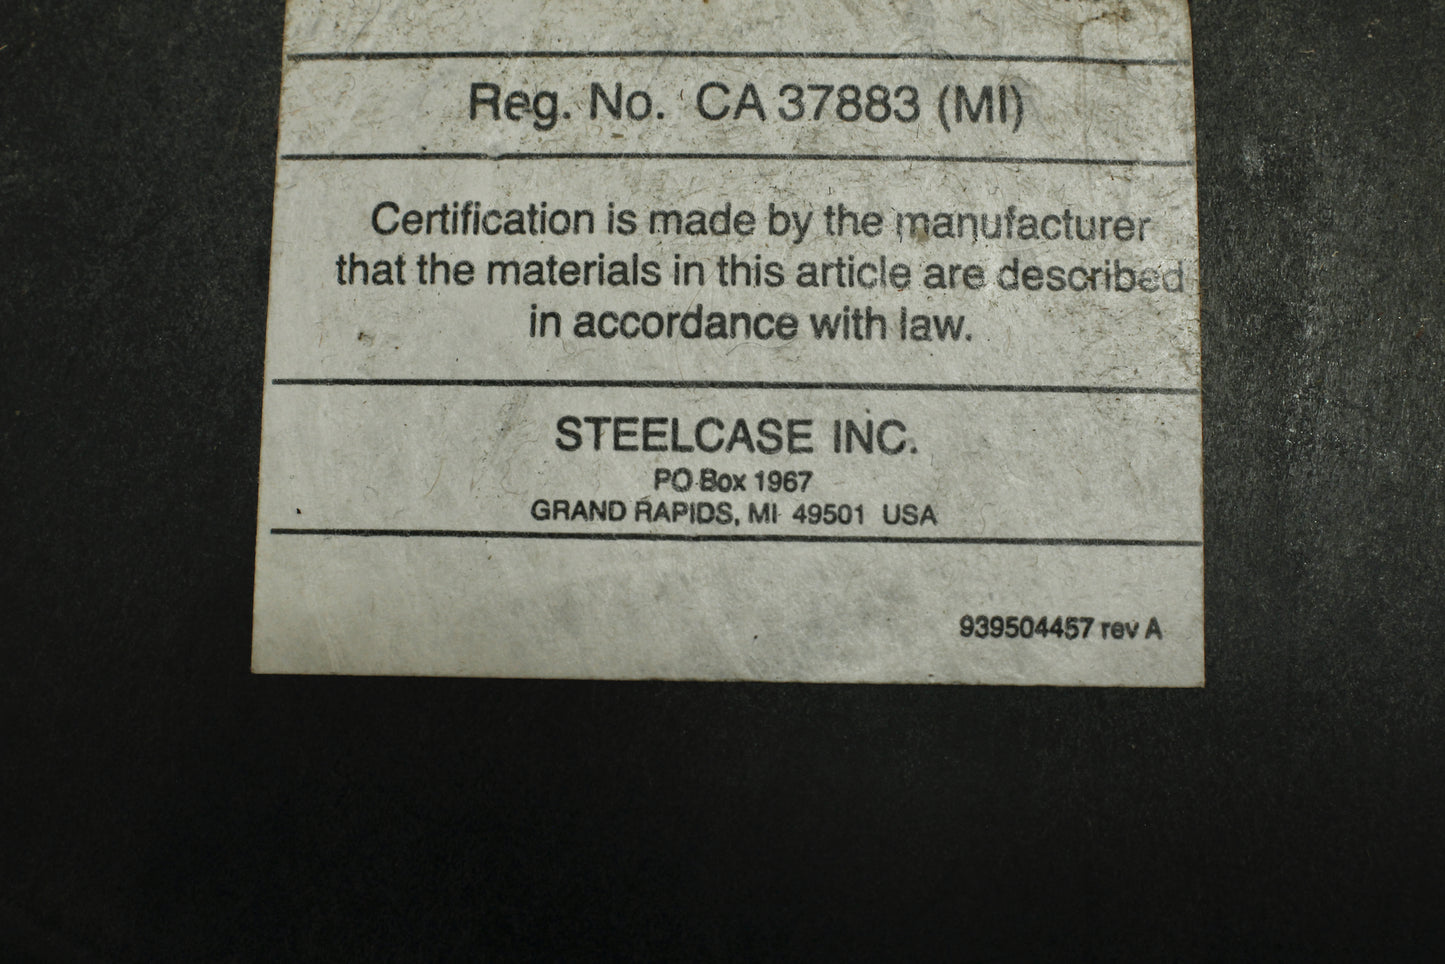 Reg. No. CA 37883 (MI)
Certification is made by the manufacturer
that the materials in this article are described
in accordance with law.
STEELCASE INC.
PO Box 1967
GRAND RAPIDS, MI 49501 USA
939504457 rev A